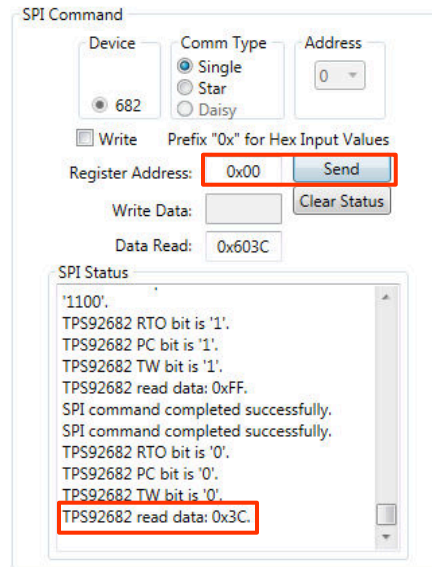 SPI Command
Device Comm Type Address
Single 0
Star
682 Daisy
Write Prefix "0x" for Hex Input Values
Register Address: 0x00 Send
Write Data: Clear Status
Data Read: 0x603C
SPI Status
'1100'.
TPS92682 RTO bit is '1'.
TPS92682 PC bit is '1'.
TPS92682 TW bit is '1'.
TPS92682 read data: 0xFF.
SPI command completed successfully.
SPI command completed successfully.
TPS92682 RTO bit is '0'.
TPS92682 PC bit is '0'.
TPS92682 TW bit is '0'.
TPS92682 read data: 0x3C.